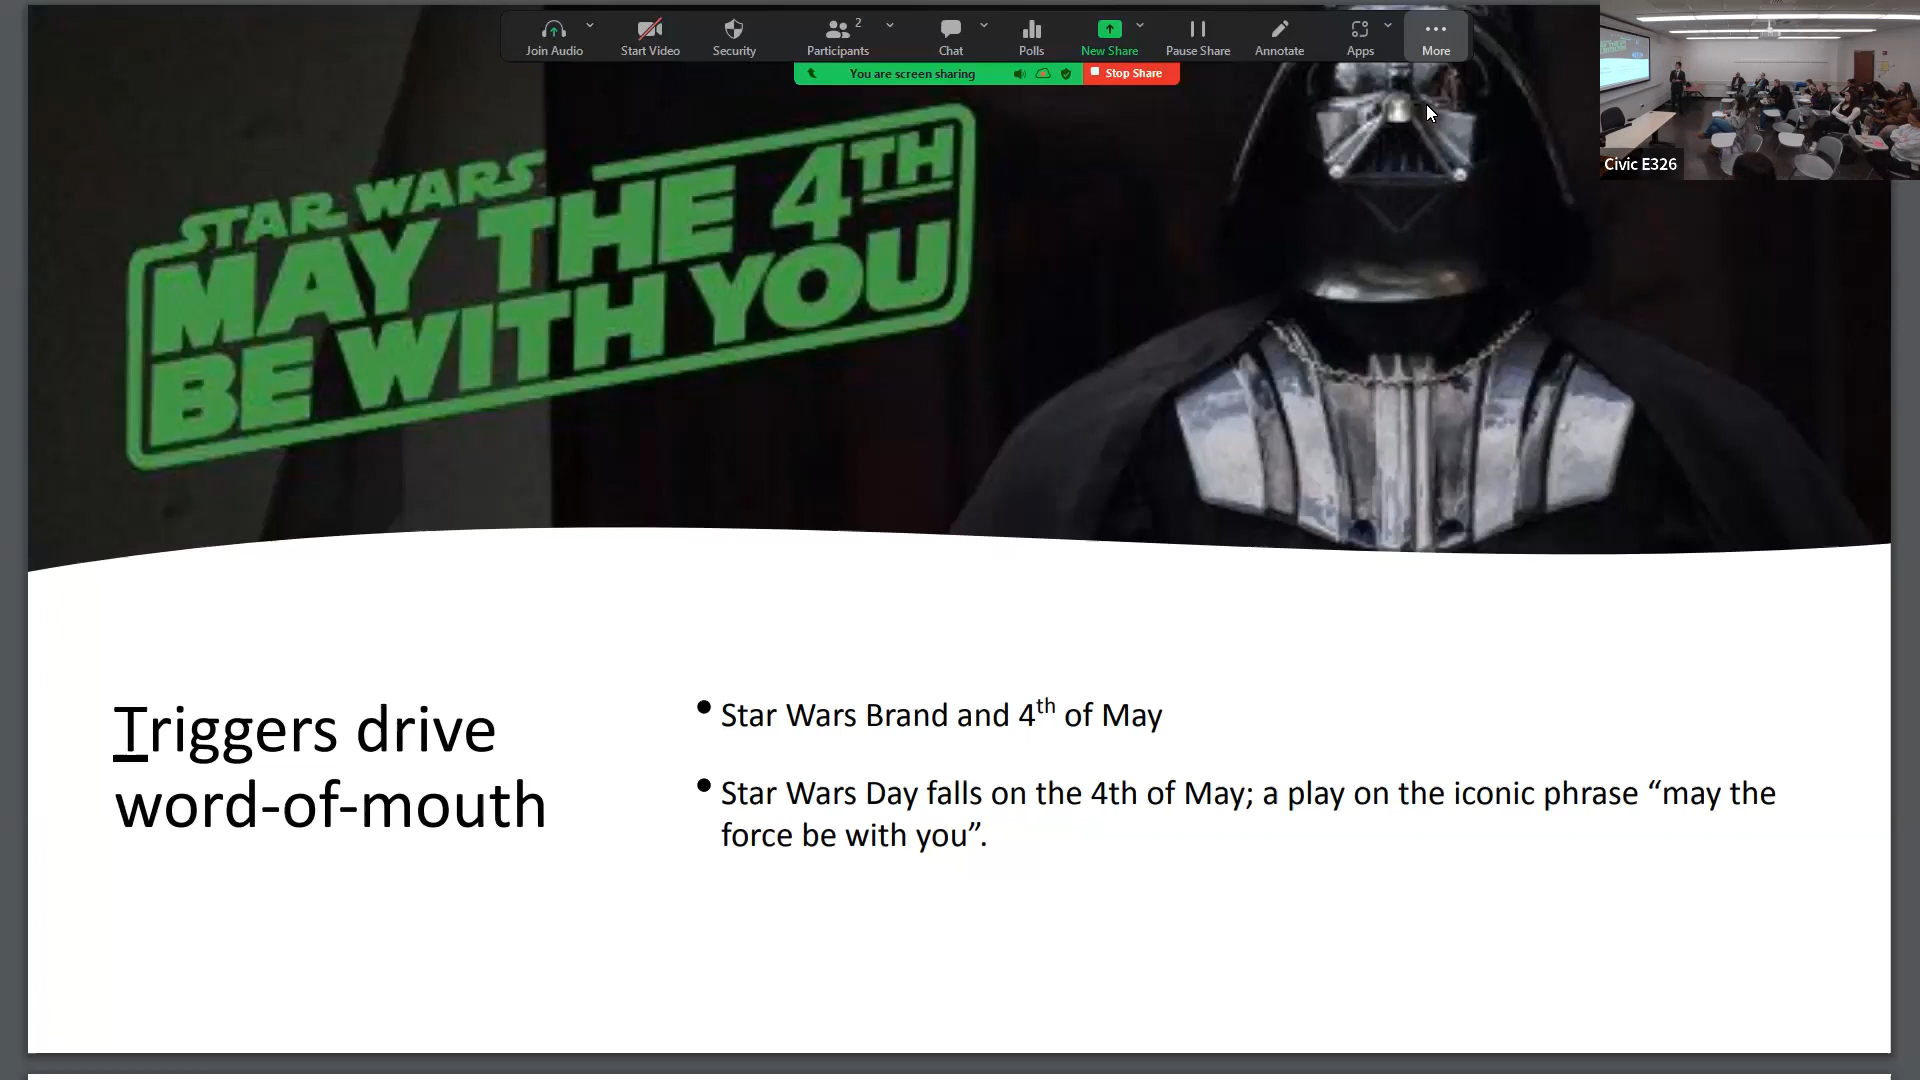 2
Join Audio Start Video Security Participants Chat Polls New Share Pause Share Annotate Apps More
You are screen sharing Stop Share
Civic E326
STAR WARS
MAY THE 4TH
BE WITH YOU
Triggers drive
word-of-mouth
• Star Wars Brand and 4th of May
• Star Wars Day falls on the 4th of May; a play on the iconic phrase “may the
force be with you”.